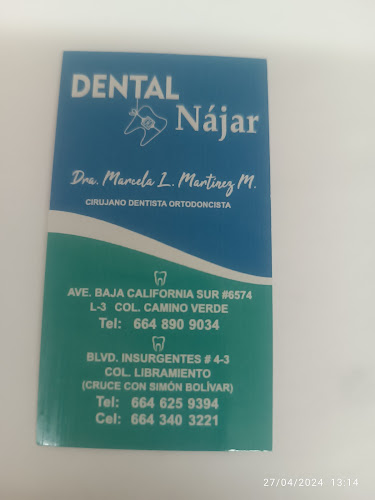 DENTAL
Nájar
Dra. Marcela L. Martinez M.
CIRUJANO DENTISTA ORTODONCISTA
AVE. BAJA CALIFORNIA SUR #6574
L-3 COL. CAMINO VERDE
Tel: 664 890 9034
BLVD. INSURGENTES # 4-3
COL. LIBRAMIENTO
(CRUCE CON SIMÓN BOLÍVAR)
Tel: 664 625 9394
Cel: 664 340 3221
27/04/2024 13:14